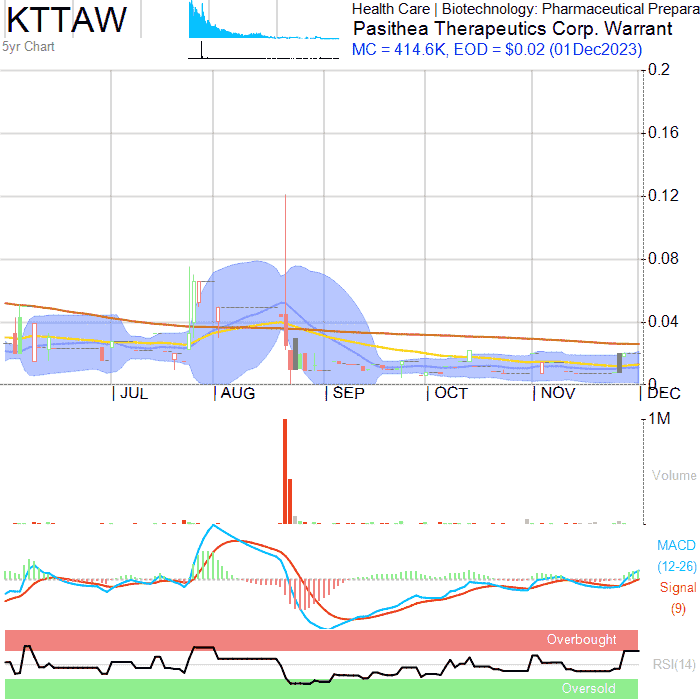 KTTAW
5yr Chart
Health Care | Biotechnology: Pharmaceutical Prepara
Pasithea Therapeutics Corp. Warrant
MC = 414.6K, EOD = $0.02 (01Dec2023)
0.2
0.16
0.12
0.08
0.04
0
JUL AUG SEP OCT NOV DEC
1M
Volume
MACD
(12-26)
Signal
(9)
Overbought
RSI(14)
Oversold